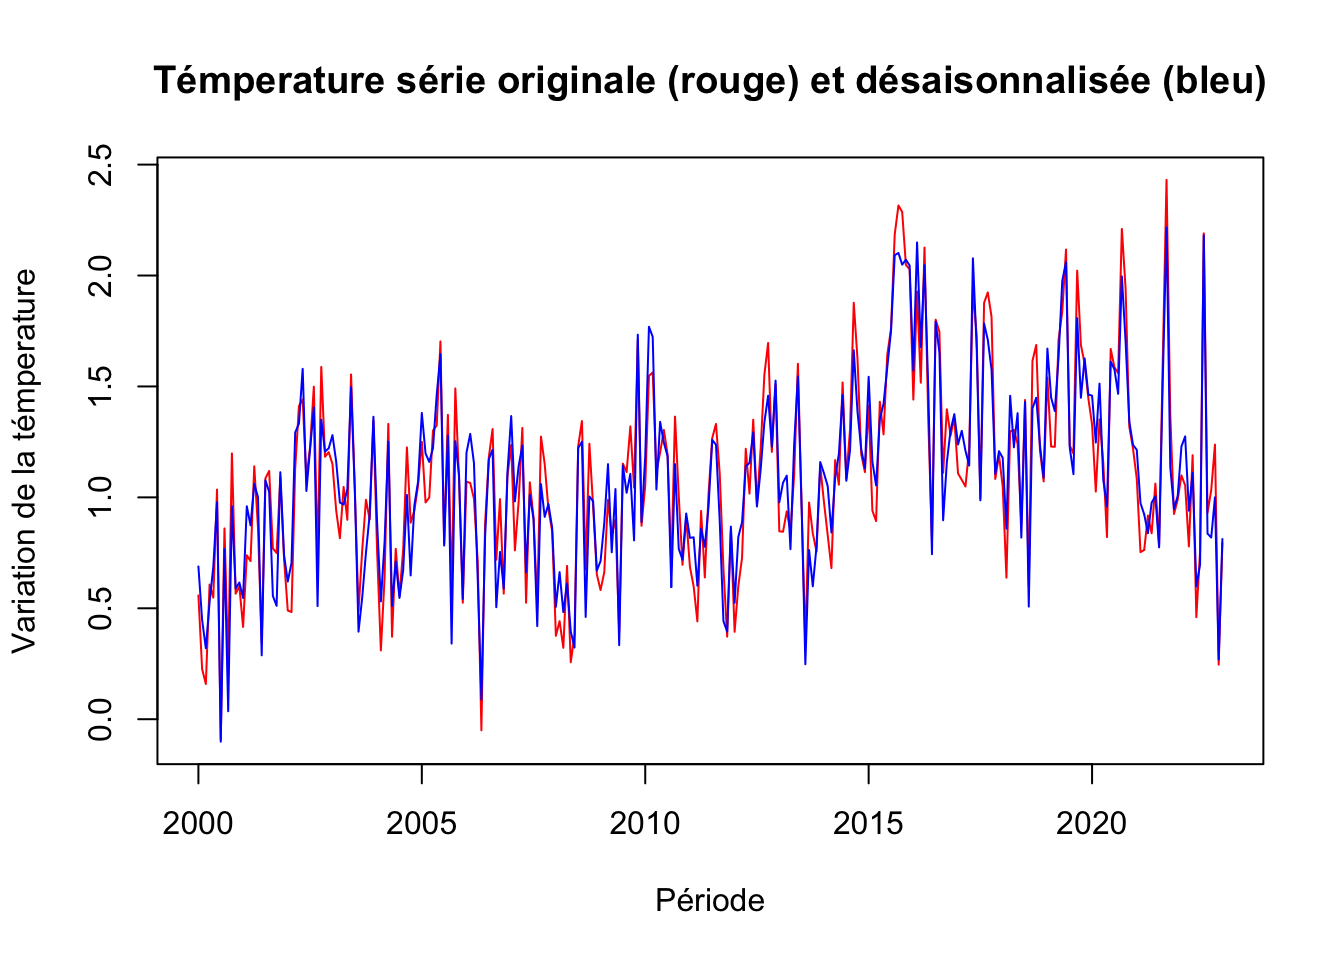 Témperature série originale (rouge) et désaisonnalisée (bleu)
Variation de la témperature
2.5
2.0
1.5
1.0
0.5
0.0
2000 2005 2010 2015 2020
Période